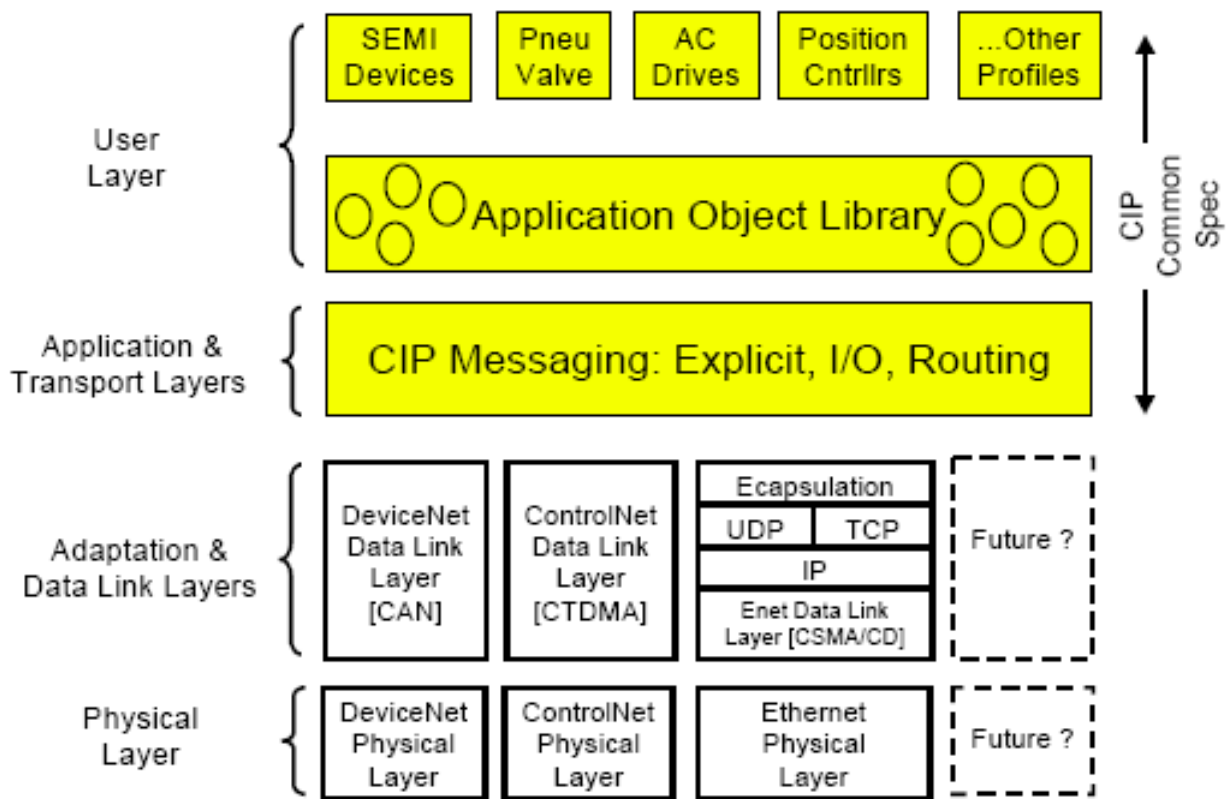 SEMI
Devices
Pneu
Valve
AC
Drives
Position
Cntrllrs
...Other
Profiles
User
Layer
Application Object Library
CIP
Common
Spec
Application &
Transport Layers
CIP Messaging: Explicit, I/O, Routing
Adaptation &
Data Link Layers
DeviceNet
Data Link
Layer
[CAN]
ControlNet
Data Link
Layer
[CTDMA]
Ecapsulation
UDP
TCP
IP
Enet Data Link
Layer [CSMA/CD]
Future ?
Physical
Layer
DeviceNet
Physical
Layer
ControlNet
Physical
Layer
Ethernet
Physical
Layer
Future ?